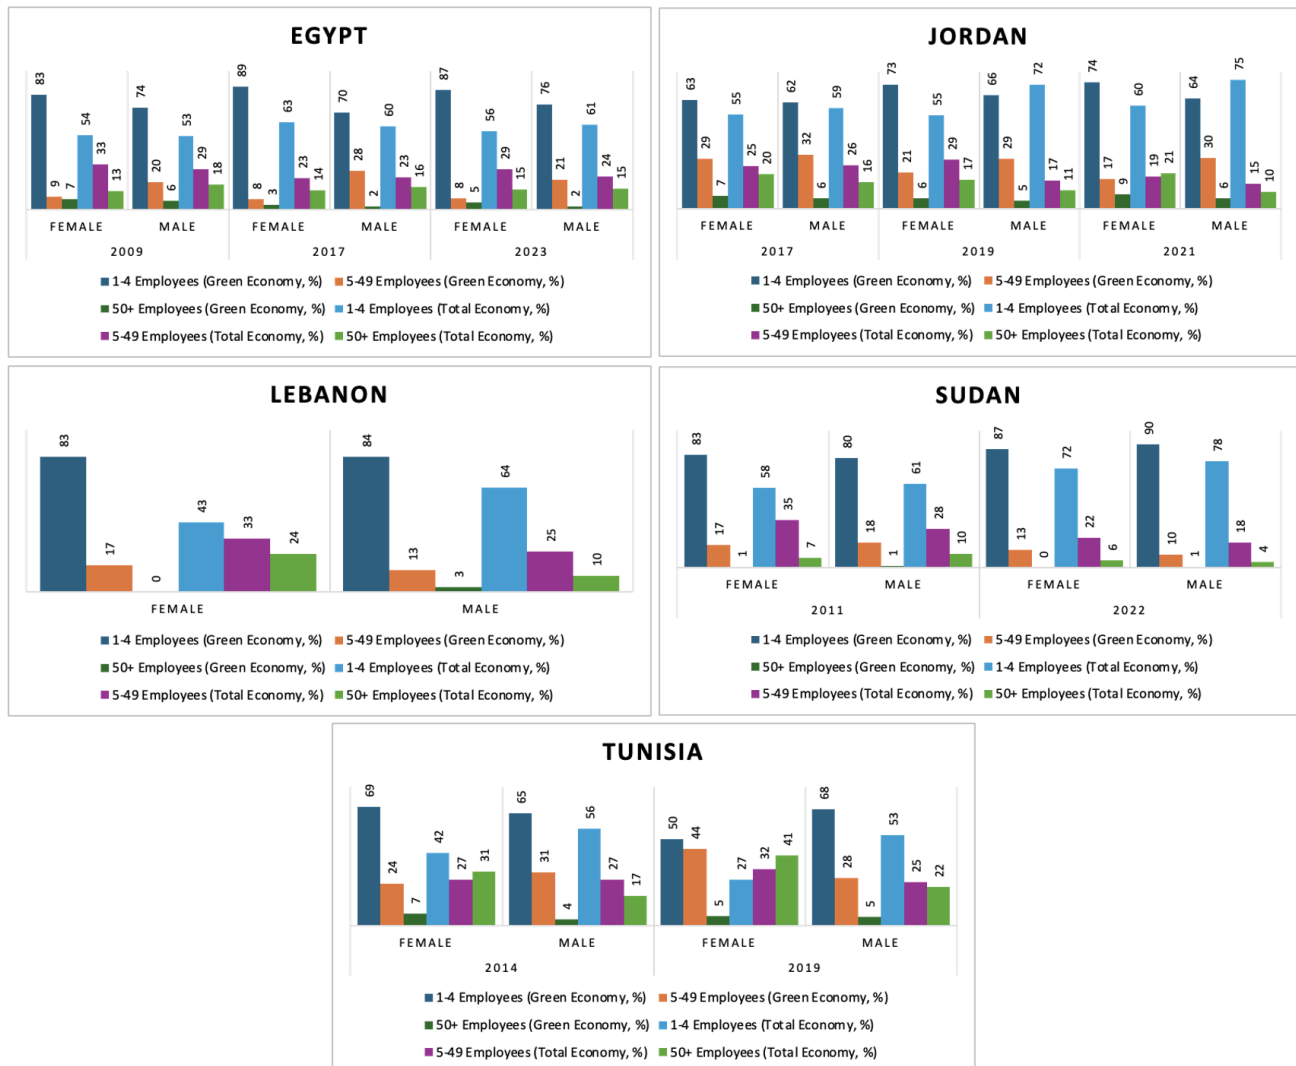 EGYPT
83 9 7 54 33 13 74 20 6 53 29 18 89 8 3 63 23 14 70 28 2 60 23 16 87 8 5 56 29 15 76 21 2 61 24 15
FEMALE MALE FEMALE MALE FEMALE MALE
2009 2017 2023
1-4 Employees (Green Economy, %) 5-49 Employees (Green Economy, %)
50+ Employees (Green Economy, %) 1-4 Employees (Total Economy, %)
5-49 Employees (Total Economy, %) 50+ Employees (Total Economy, %)
JORDAN
63 29 7 55 25 20 62 32 6 59 26 16 73 21 6 55 29 17 66 29 5 72 17 11 74 17 9 60 19 21 64 30 6 75 15 10
FEMALE MALE FEMALE MALE FEMALE MALE
2017 2019 2021
1-4 Employees (Green Economy, %) 5-49 Employees (Green Economy, %)
50+ Employees (Green Economy, %) 1-4 Employees (Total Economy, %)
5-49 Employees (Total Economy, %) 50+ Employees (Total Economy, %)
LEBANON
83 17 0 43 33 24 84 13 3 64 25 10
FEMALE MALE
1-4 Employees (Green Economy, %) 5-49 Employees (Green Economy, %)
50+ Employees (Green Economy, %) 1-4 Employees (Total Economy, %)
5-49 Employees (Total Economy, %) 50+ Employees (Total Economy, %)
SUDAN
83 17 1 58 35 7 80 18 1 61 28 10 87 13 0 72 22 6 90 10 1 78 18 4
FEMALE MALE FEMALE MALE
2011 2022
1-4 Employees (Green Economy, %) 5-49 Employees (Green Economy, %)
50+ Employees (Green Economy, %) 1-4 Employees (Total Economy, %)
5-49 Employees (Total Economy, %) 50+ Employees (Total Economy, %)
TUNISIA
69 24 7 42 27 31 65 31 4 56 27 17 50 44 5 27 32 41 68 28 5 53 25 22
FEMALE MALE FEMALE MALE
2014 2019
1-4 Employees (Green Economy, %) 5-49 Employees (Green Economy, %)
50+ Employees (Green Economy, %) 1-4 Employees (Total Economy, %)
5-49 Employees (Total Economy, %) 50+ Employees (Total Economy, %)